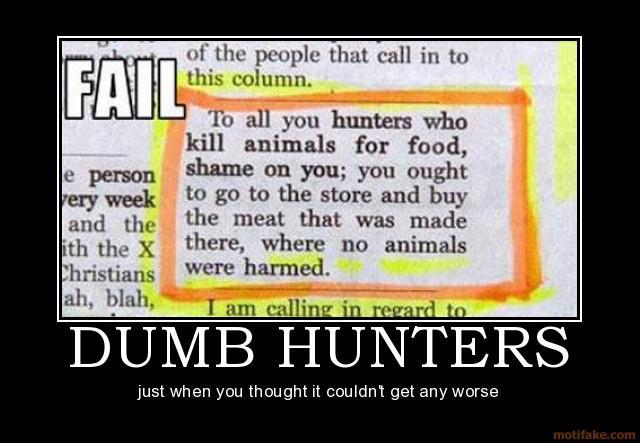 FAIL
of the people that call in to
this column.
To all you hunters who
kill animals for food,
shame on you; you ought
to go to the store and buy
the meat that was made
there, where no animals
were harmed.
I am calling in regard to
e person
ery week
and the
ith the X
Christians
ah, blah,
DUMB HUNTERS
just when you thought it couldn't get any worse
motifake.com